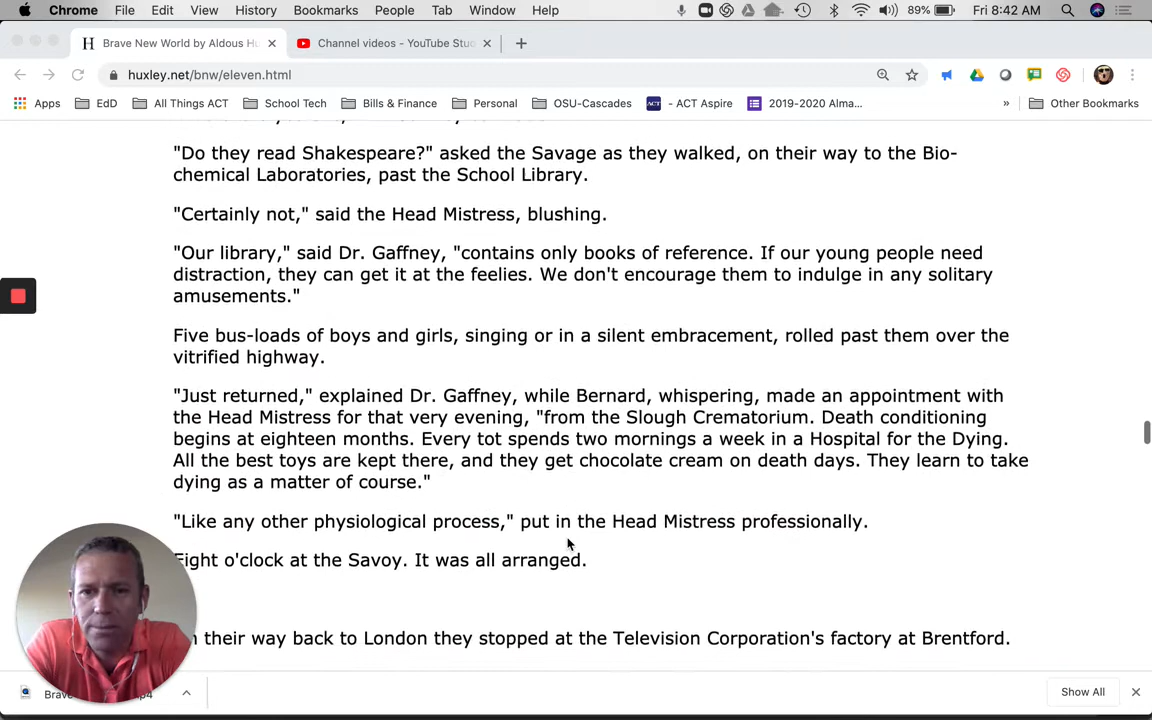 Chrome File Edit View History Bookmarks People Tab Window Help 89% Fri 8:42 AM
Brave New World by Aldous Hu Channel videos - YouTube Stu
huxley.net/bnw/eleven.html
Apps EdD All Things ACT School Tech Bills & Finance Personal OSU-Cascades ACT - ACT Aspire 2019-2020 Alma... » Other Bookmarks
"Do they read Shakespeare?" asked the Savage as they walked, on their way to the Bio-
chemical Laboratories, past the School Library.
"Certainly not," said the Head Mistress, blushing.
"Our library," said Dr. Gaffney, "contains only books of reference. If our young people need
distraction, they can get it at the feelies. We don't encourage them to indulge in any solitary
amusements."
Five bus-loads of boys and girls, singing or in a silent embracement, rolled past them over the
vitrified highway.
"Just returned," explained Dr. Gaffney, while Bernard, whispering, made an appointment with
the Head Mistress for that very evening, "from the Slough Crematorium. Death conditioning
begins at eighteen months. Every tot spends two mornings a week in a Hospital for the Dying.
All the best toys are kept there, and they get chocolate cream on death days. They learn to take
dying as a matter of course."
"Like any other physiological process," put in the Head Mistress professionally.
Eight o'clock at the Savoy. It was all arranged.
their way back to London they stopped at the Television Corporation's factory at Brentford.
Brave
Show All